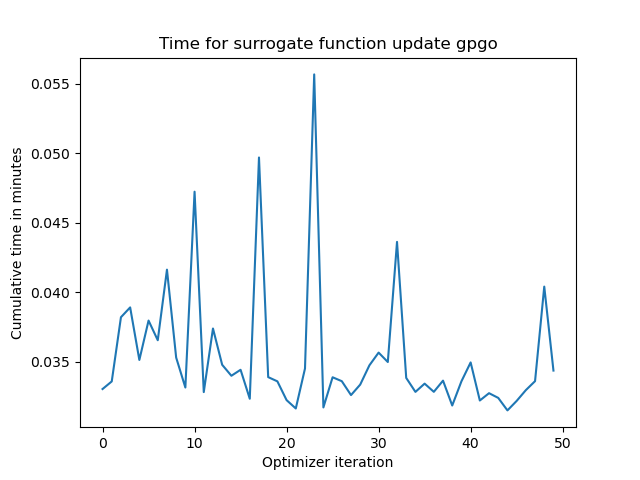 Time for surrogate function update gpgo
Cumulative time in minutes
0.055
0.050
0.045
0.040
0.035
0 10 20 30 40 50
Optimizer iteration